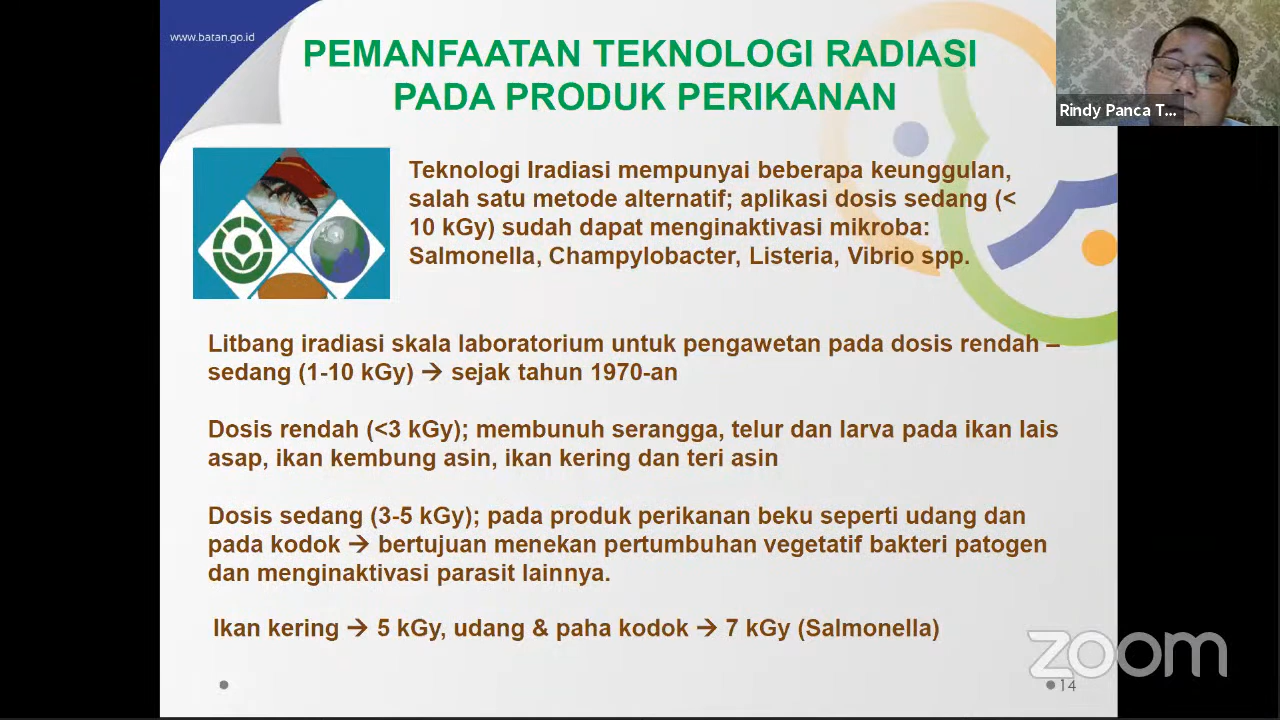 www.batan.go.id
PEMANFAATAN TEKNOLOGI RADIASI
PADA PRODUK PERIKANAN
Rindy Panca T...
Teknologi Iradiasi mempunyai beberapa keunggulan,
salah satu metode alternatif; aplikasi dosis sedang (<
10 kGy) sudah dapat menginaktivasi mikroba:
Salmonella, Champylobacter, Listeria, Vibrio spp.
Litbang iradiasi skala laboratorium untuk pengawetan pada dosis rendah –
sedang (1-10 kGy) → sejak tahun 1970-an
Dosis rendah (<3 kGy); membunuh serangga, telur dan larva pada ikan lais
asap, ikan kembung asin, ikan kering dan teri asin
Dosis sedang (3-5 kGy); pada produk perikanan beku seperti udang dan
pada kodok → bertujuan menekan pertumbuhan vegetatif bakteri patogen
dan menginaktivasi parasit lainnya.
Ikan kering → 5 kGy, udang & paha kodok → 7 kGy (Salmonella)
zoom
14